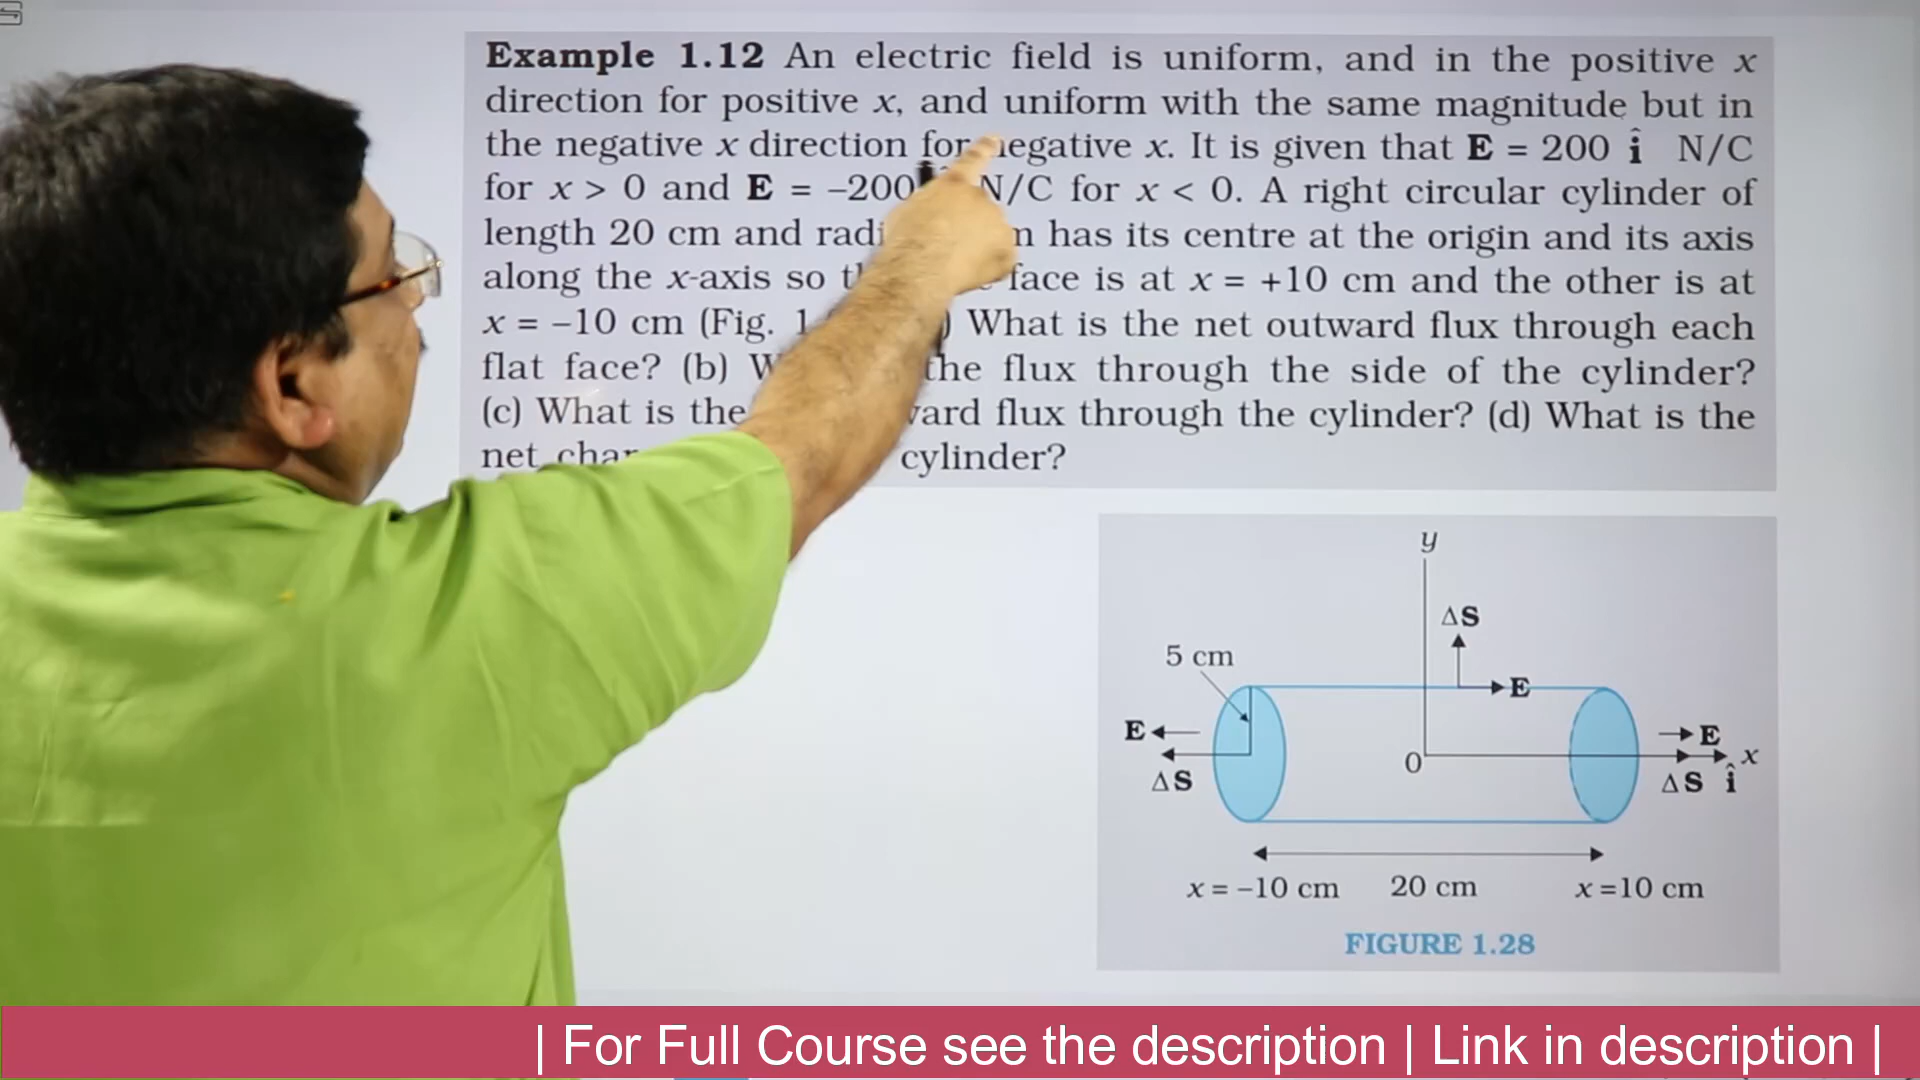 Example 1.12 An electric field is uniform, and in the positive x
direction for positive x, and uniform with the same magnitude but in
the negative x direction for negative x. It is given that E = 200 î N/C
for x > 0 and E = –200 N/C for x < 0. A right circular cylinder of
length 20 cm and has its centre at the origin and its axis
along the x-axis so face is at x = +10 cm and the other is at
x = –10 cm (Fig. What is the net outward flux through each
flat face? (b) the flux through the side of the cylinder?
(c) What is the flux through the cylinder? (d) What is the
net cylinder?
y
ΔS
5 cm
E
E
E
x
0
ΔS
ΔS î
x = –10 cm 20 cm x =10 cm
FIGURE 1.28
| For Full Course see the description | Link in description |